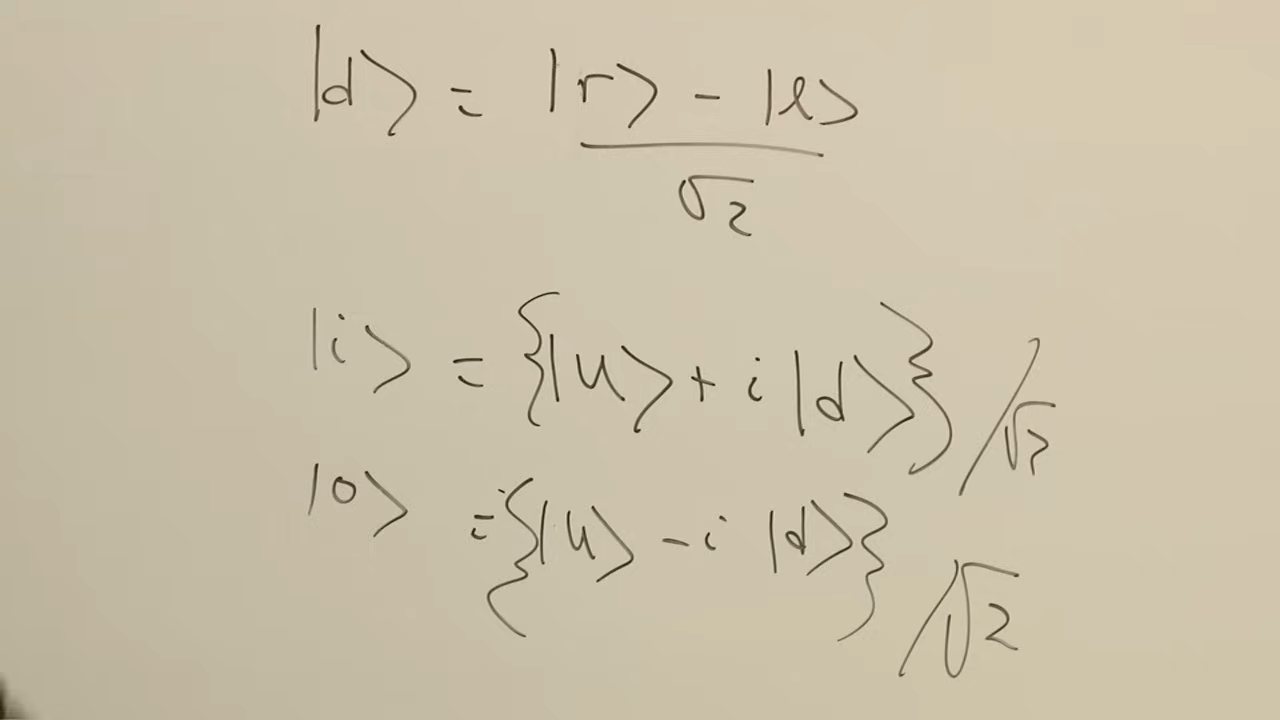 |d⟩ = |r⟩ - |l⟩
√2
|i⟩ = {|u⟩ + i |d⟩} /√2
|o⟩ = {|u⟩ - i |d⟩} /√2